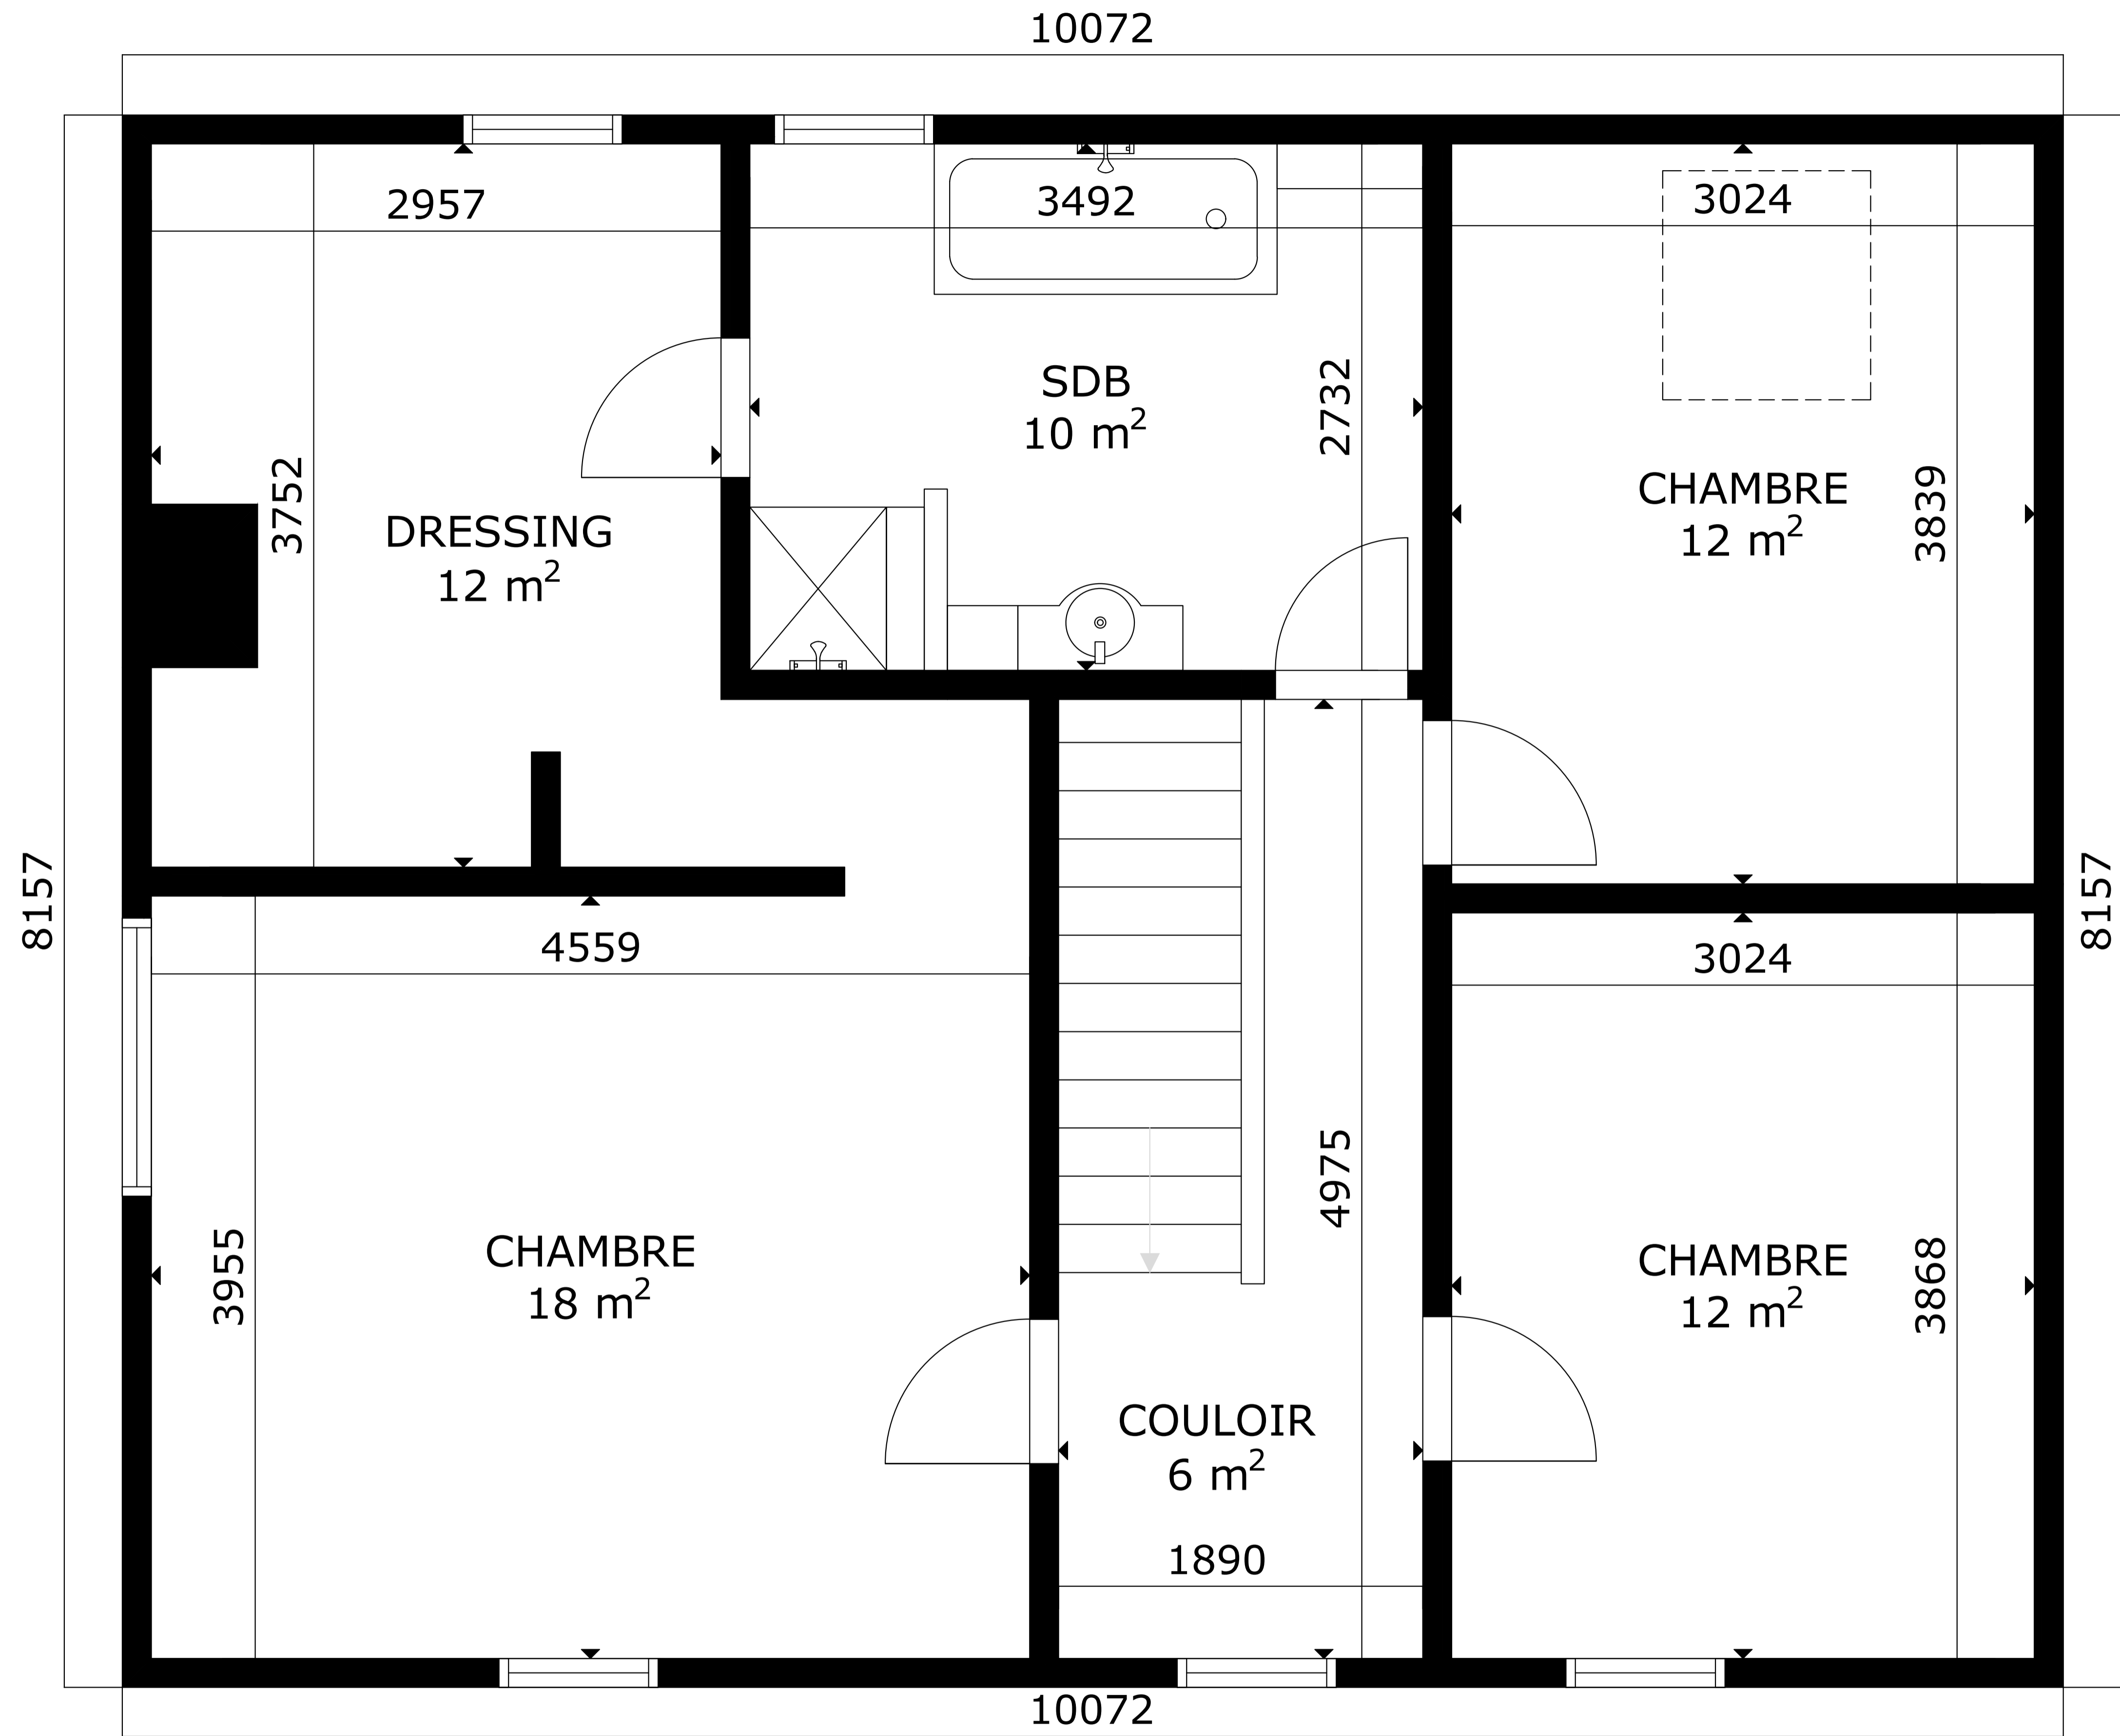 10072
2957
3492
3024
SDB
10 m²
2732
3752
DRESSING
12 m²
CHAMBRE
12 m²
3839
8157
8157
4559
3024
4975
CHAMBRE
18 m²
3955
CHAMBRE
12 m²
3868
COULOIR
6 m²
1890
10072